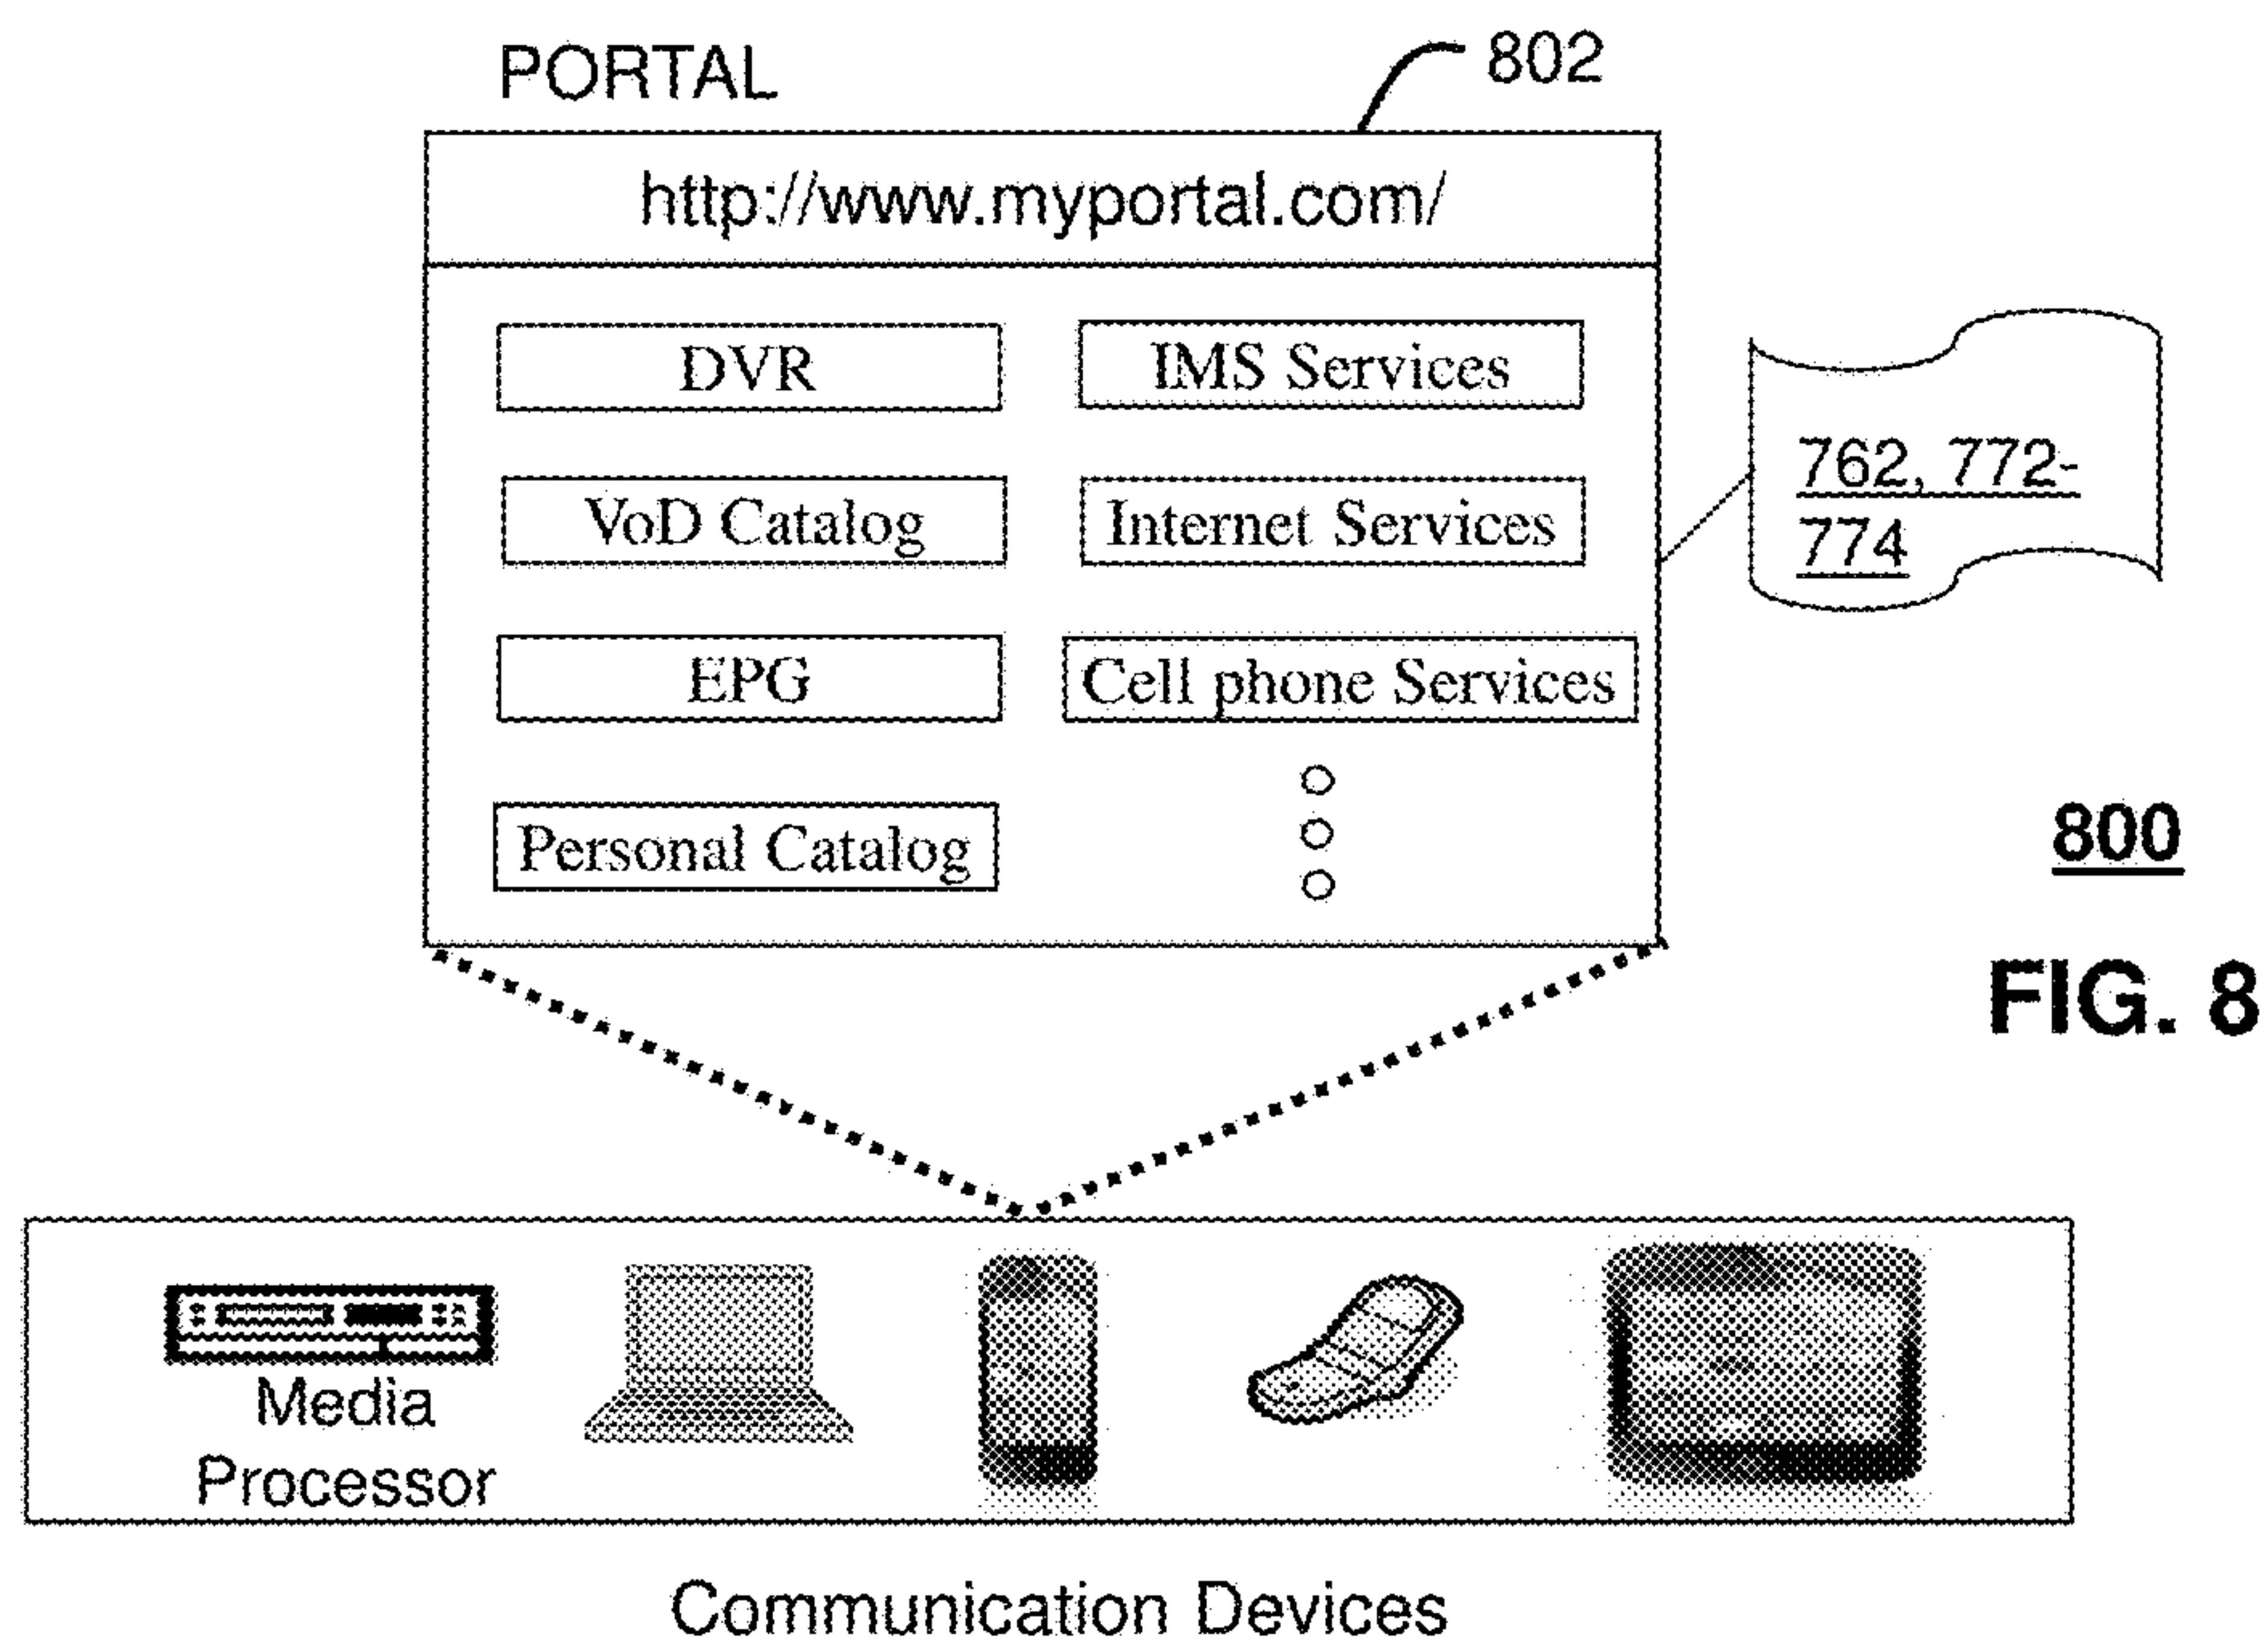 PORTAL
802
http://www.myportal.com/
DVR
IMS Services
VoD Catalog
Internet Services
EPG
Cell phone Services
Personal Catalog
762, 772-
774
800
FIG. 8
Media
Processor
Communication Devices